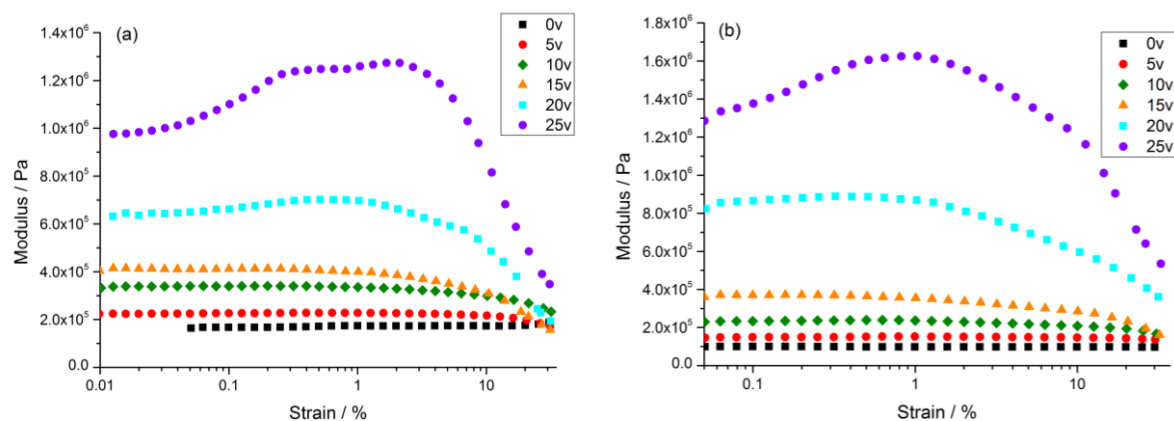 (a)
0v
5v
10v
15v
20v
25v
1.4x10⁶
1.2x10⁶
1.0x10⁶
8.0x10⁵
6.0x10⁵
4.0x10⁵
2.0x10⁵
0.0
Modulus / Pa
0.01
0.1
1
10
Strain / %
(b)
0v
5v
10v
15v
20v
25v
1.8x10⁶
1.6x10⁶
1.4x10⁶
1.2x10⁶
1.0x10⁶
8.0x10⁵
6.0x10⁵
4.0x10⁵
2.0x10⁵
0.0
Modulus / Pa
0.1
1
10
Strain / %